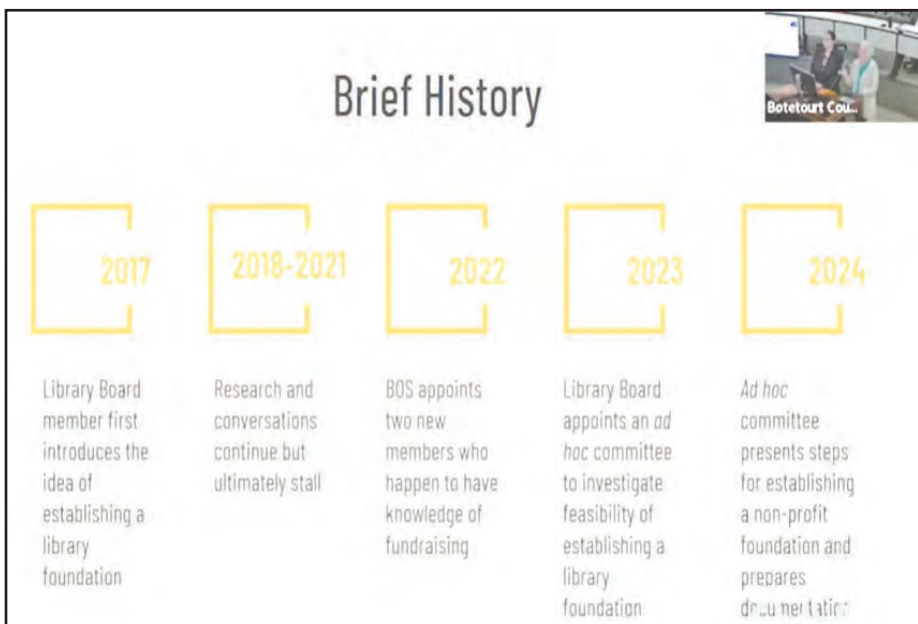 Brief History
Botetourt Cou...
2017
2018-2021
2022
2023
2024
Library Board
member first
introduces the
idea of
establishing a
library
foundation
Research and
conversations
continue but
ultimately stall
BOS appoints
two new
members who
happen to have
knowledge of
fundraising
Library Board
appoints an ad
hoc committee
to investigate
feasibility of
establishing a
library
foundation
Ad hoc
committee
presents steps
for establishing
a non-profit
foundation and
prepares
documentation